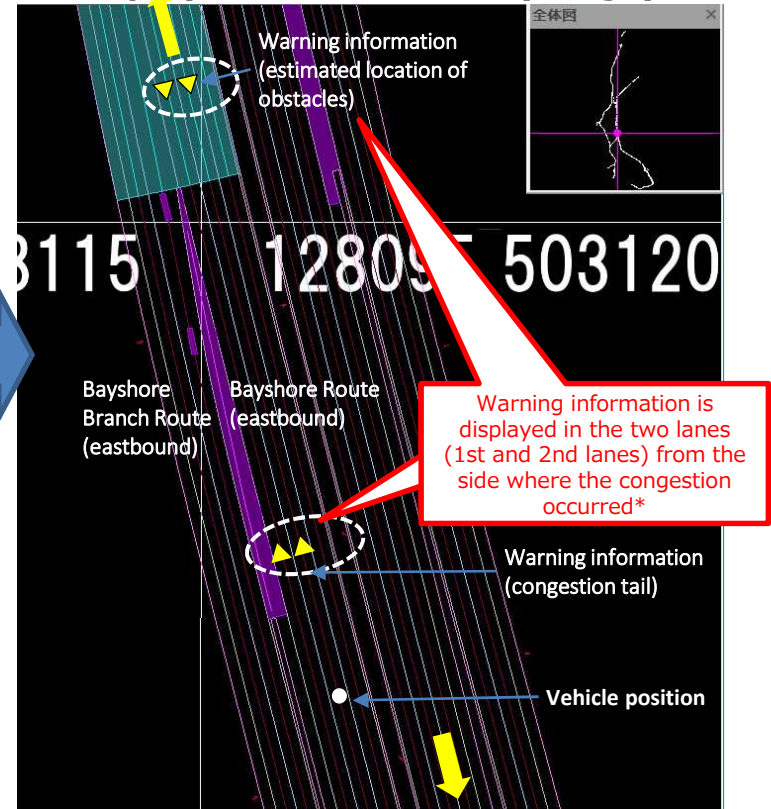 Warning information
(estimated location of
obstacles)
全体図
×
3115
503120
Bayshore
Branch Route
(eastbound)
Bayshore Route
(eastbound)
Warning information is
displayed in the two lanes
(1st and 2nd lanes) from the
side where the congestion
occurred*
Warning information
(congestion tail)
Vehicle position